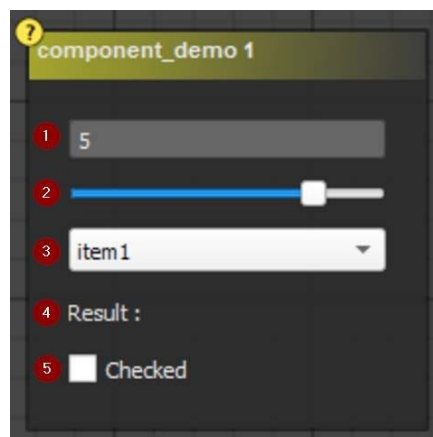 ?
component_demo 1
1 5
2
3 item1
4 Result :
5 Checked